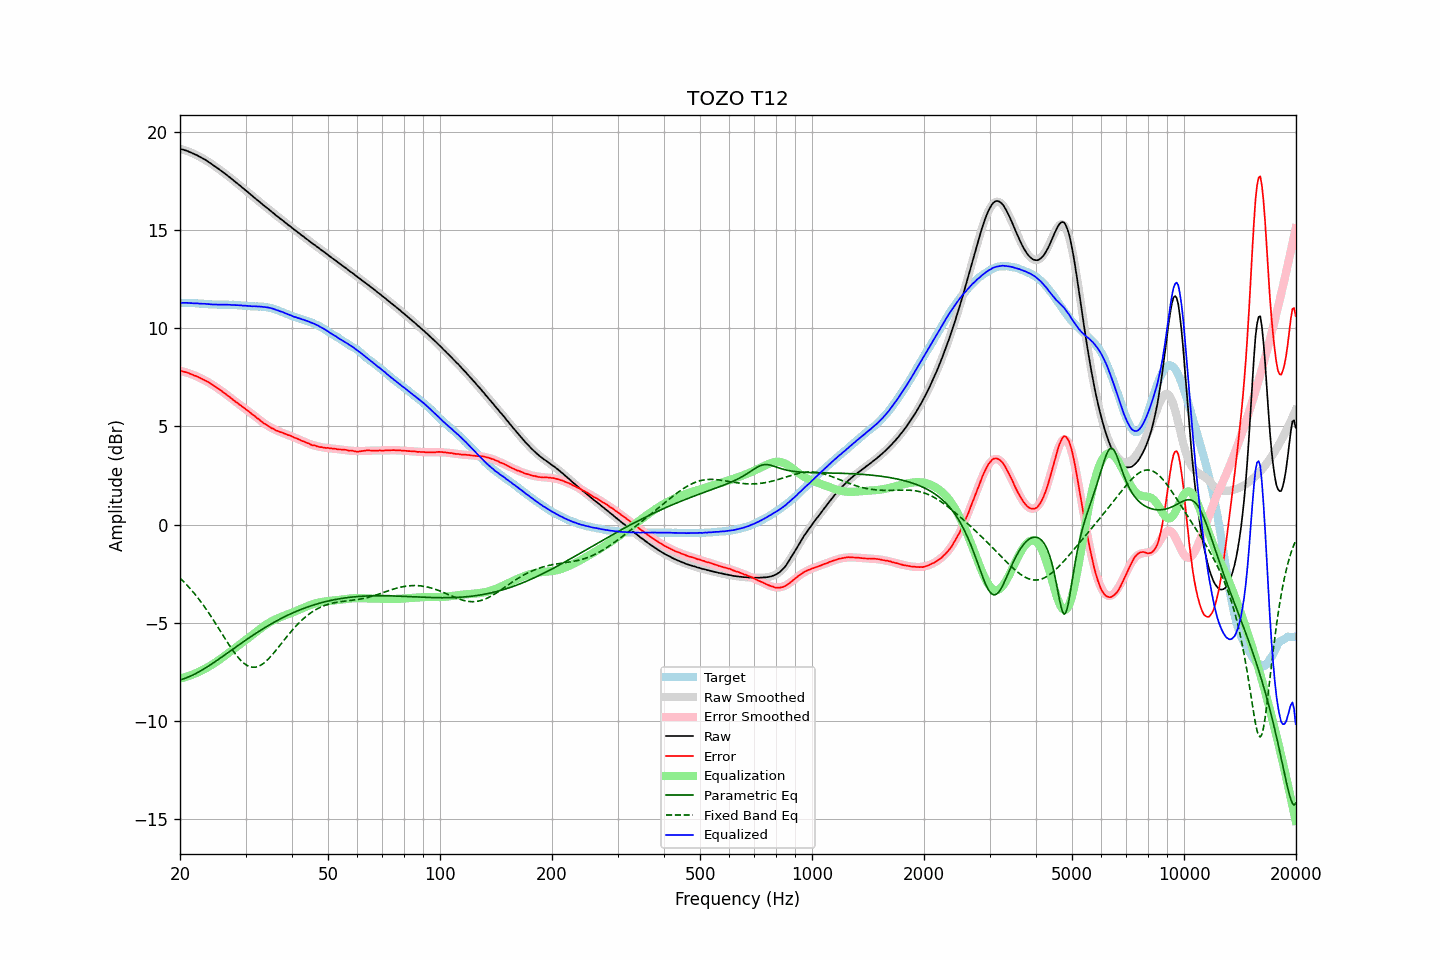 TOZO T12
Amplitude (dBr)
20
15
10
5
0
−5
−10
−15
Target
Raw Smoothed
Error Smoothed
Raw
Error
Equalization
Parametric Eq
Fixed Band Eq
Equalized
20 50 100 200 500 1000 2000 5000 10000 20000
Frequency (Hz)